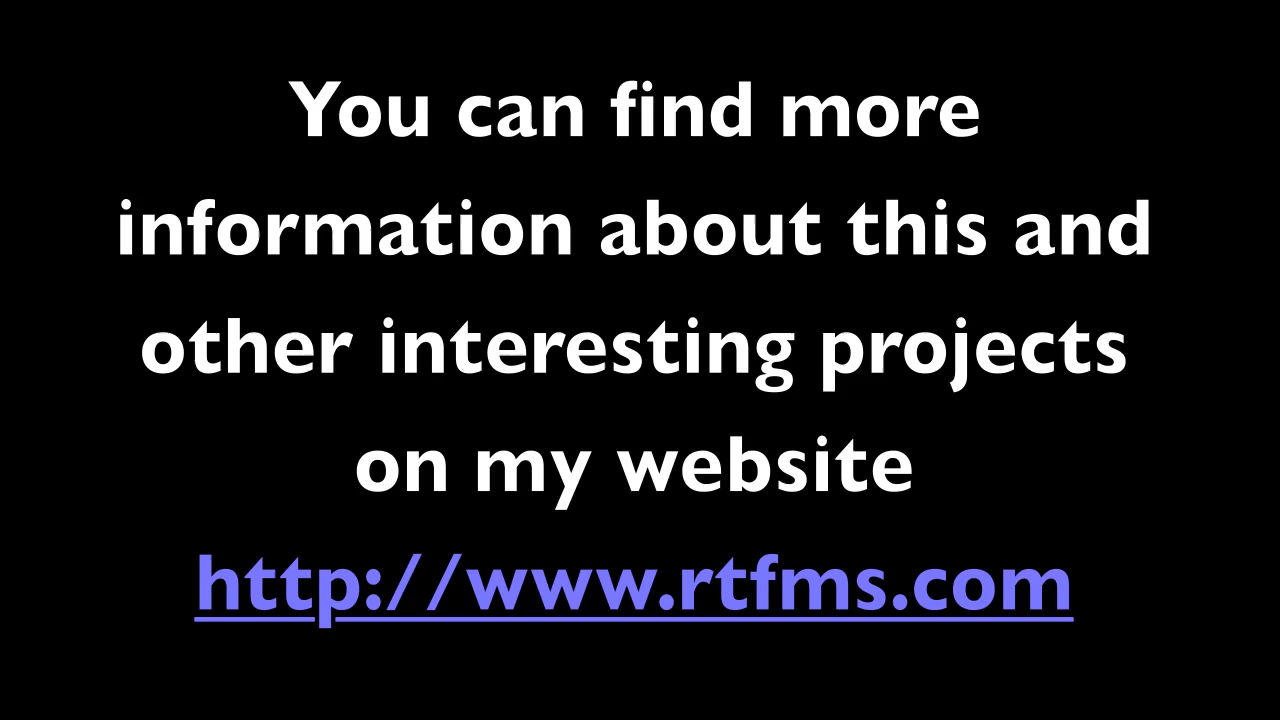 You can find more
information about this and
other interesting projects
on my website
http://www.rtfms.com